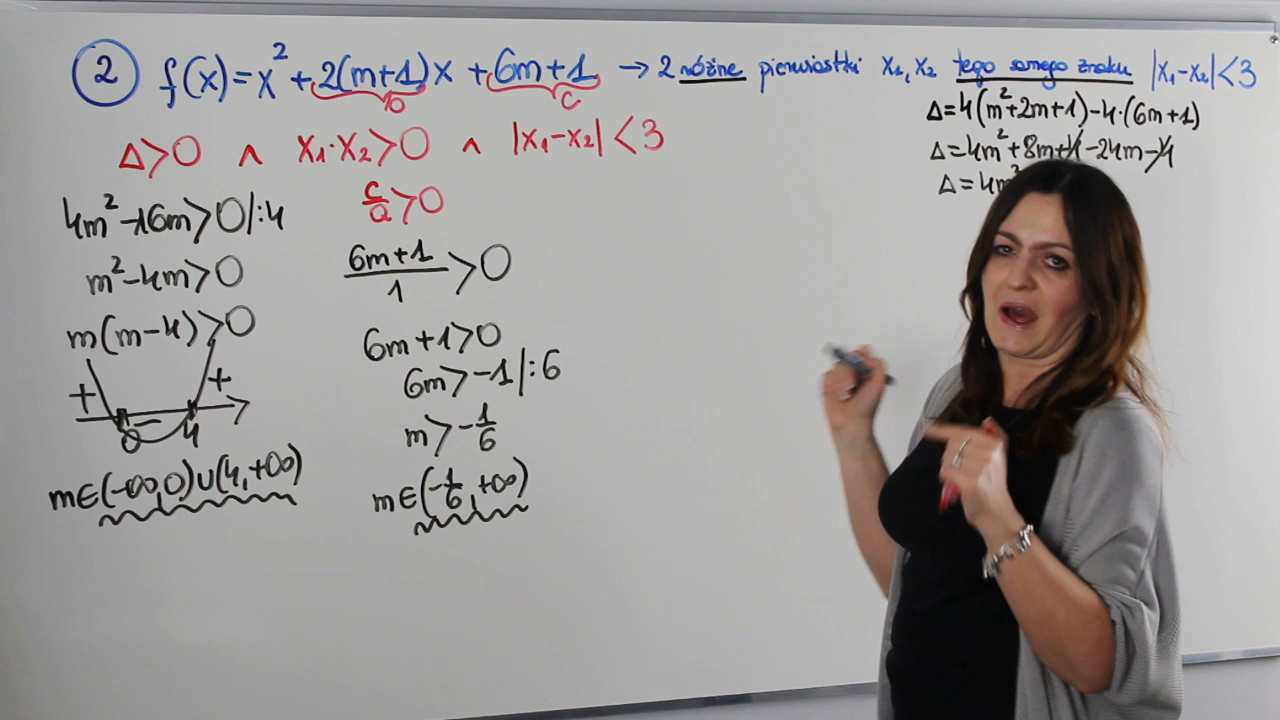 ② f(x)=x²+2(m+1)x+6m+1 → 2 różne pierwiastki x₁,x₂ tego samego znaku |x₁-x₂|<3
b c
Δ>0 ∧ x₁·x₂>0 ∧ |x₁-x₂|<3
Δ=4(m²+2m+1)-4·(6m+1)
Δ=4m²+8m+4-24m-4
Δ=4m²
4m²-16m>0 |:4
m²-4m>0
m(m-4)>0
+ +
0 4
m∈(-∞,0)∪(4,+∞)
c/a>0
(6m+1)/1>0
6m+1>0
6m>-1 |:6
m>-1/6
m∈(-1/6,+∞)